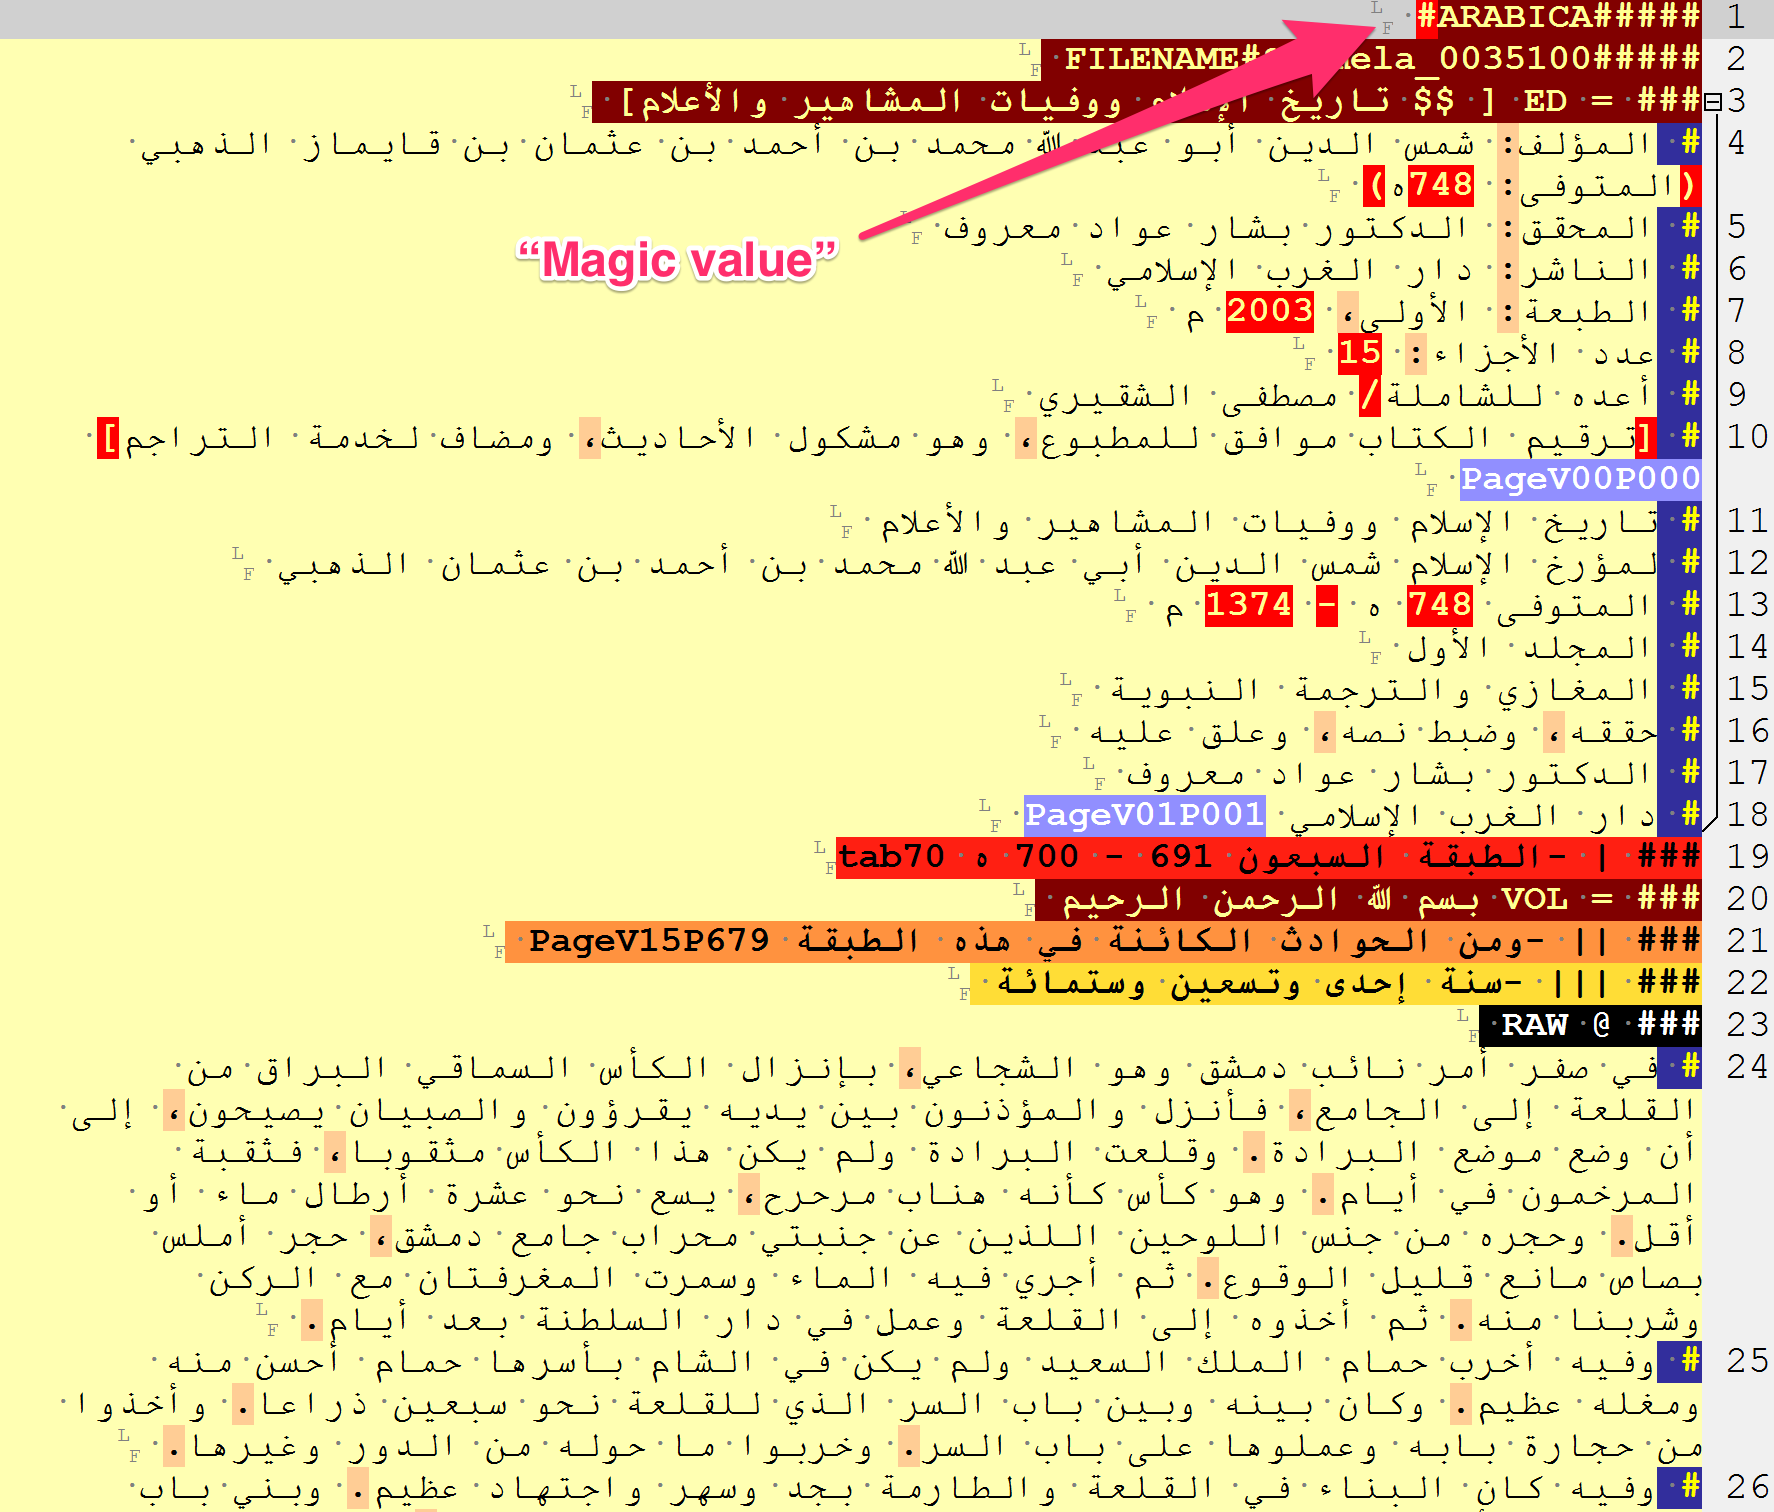 1 #####ARABICA#
2 #####FILENAME# ela_0035100
3 ### = ED [ $$ تاريخ ووفيات المشاهير والأعلام]
4 # المؤلف: شمس الدين أبو عبد الله محمد بن أحمد بن عثمان بن قايماز الذهبي
(المتوفى: 748ه)
5 # المحقق: الدكتور بشار عواد معروف
“Magic value”
6 # الناشر: دار الغرب الإسلامي
7 # الطبعة: الأولى، 2003 م
8 # عدد الأجزاء: 15
9 # أعده للشاملة/ مصطفى الشقيري
10 # [ترقيم الكتاب موافق للمطبوع، وهو مشكول الأحاديث، ومضاف لخدمة التراجم]
PageV00P000
11 # تاريخ الإسلام ووفيات المشاهير والأعلام
12 # لمؤرخ الإسلام شمس الدين أبي عبد الله محمد بن أحمد بن عثمان الذهبي
13 # المتوفى 748 ه - 1374 م
14 # المجلد الأول
15 # المغازي والترجمة النبوية
16 # حققه، وضبط نصه، وعلق عليه
17 # الدكتور بشار عواد معروف
18 # دار الغرب الإسلامي PageV01P001
19 ### | -الطبقة السبعون 691 - 700 ه tab70
20 ### = VOL بسم الله الرحمن الرحيم
21 ### || -ومن الحوادث الكائنة في هذه الطبقة PageV15P679
22 ### ||| -سنة إحدى وتسعين وستمائة
23 ### @ RAW
24 # في صفر أمر نائب دمشق وهو الشجاعي، بإنزال الكأس السماقي البراق من
القلعة إلى الجامع، فأنزل والمؤذنون بين يديه يقرؤون والصبيان يصيحون، إلى
أن وضع موضع البرادة. وقلعت البرادة ولم يكن هذا الكأس مثقوبا، فثقبة
المرخمون في أيام. وهو كأس كأنه هناب مرحرح، يسع نحو عشرة أرطال ماء أو
أقل. وحجره من جنس اللوحين اللذين عن جنبتي محراب جامع دمشق، حجر أملس
بصاص مانع قليل الوقوع. ثم أجري فيه الماء وسمرت المغرفتان مع الركن
وشربنا منه. ثم أخذوه إلى القلعة وعمل في دار السلطنة بعد أيام.
25 # وفيه أخرب حمام الملك السعيد ولم يكن في الشام بأسرها حمام أحسن منه
ومغله عظيم. وكان بينه وبين باب السر الذي للقلعة نحو سبعين ذراعا. وأخذوا
من حجارة بابه وعملوها على باب السر. وخربوا ما حوله من الدور وغيرها.
26 # وفيه كان البناء في القلعة والطارمة بجد وسهر واجتهاد عظيم. وبني باب